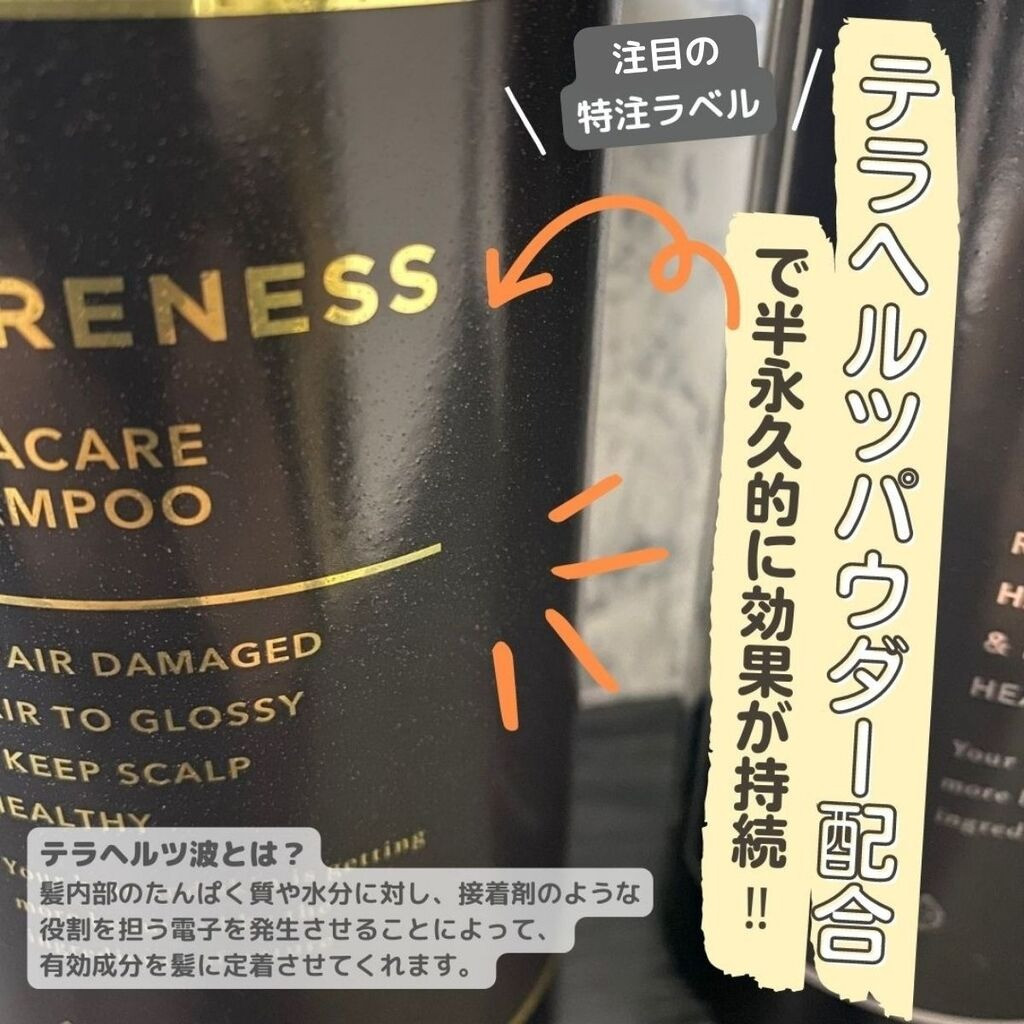 注目の
特注ラベル
テラヘルツパウダー配合
で半永久的に効果が持続!!
RENESS
ACARE
MPOO
AIR DAMAGED
IR TO GLOSSY
KEEP SCALP
HEALTHY
テラヘルツ波とは？
髪内部のたんぱく質や水分に対し、接着剤のような
役割を担う電子を発生させることによって、
有効成分を髪に定着させてくれます。
R
H
&
HEA
Your
more
ingred